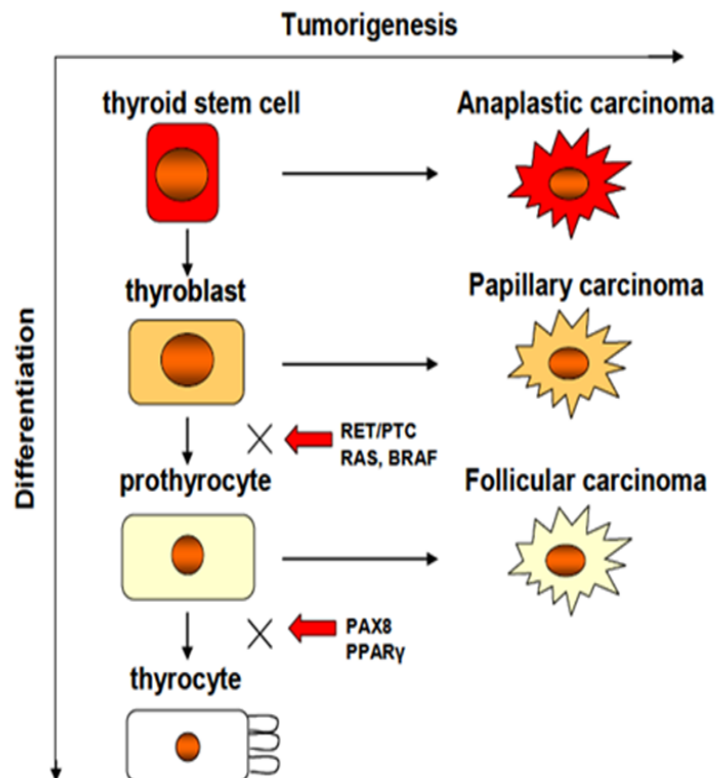 Tumorigenesis
thyroid stem cell
Anaplastic carcinoma
thyroblast
Papillary carcinoma
Differentiation
RET/PTC
RAS, BRAF
prothyrocyte
Follicular carcinoma
PAX8
PPARγ
thyrocyte